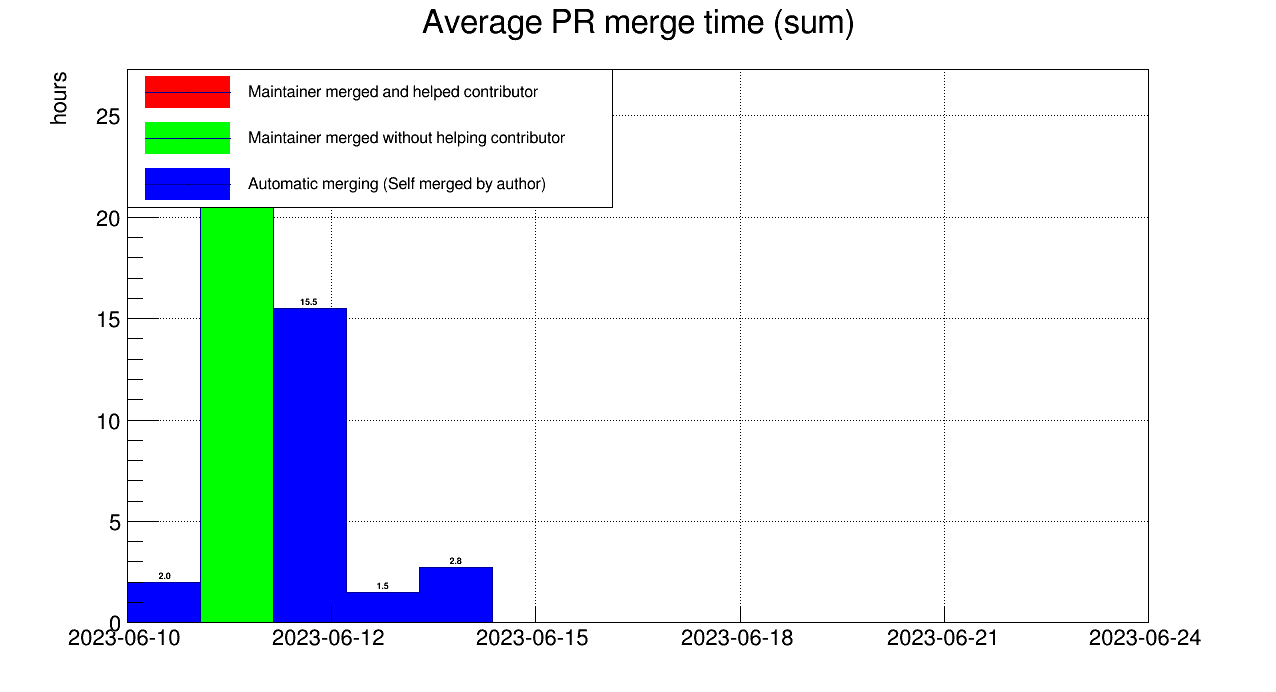 Average PR merge time (sum)
hours
Maintainer merged and helped contributor
Maintainer merged without helping contributor
Automatic merging (Self merged by author)
25
20
15
10
5
0
15.5
2.8
2.0
1.5
2023-06-10 2023-06-12 2023-06-15 2023-06-18 2023-06-21 2023-06-24